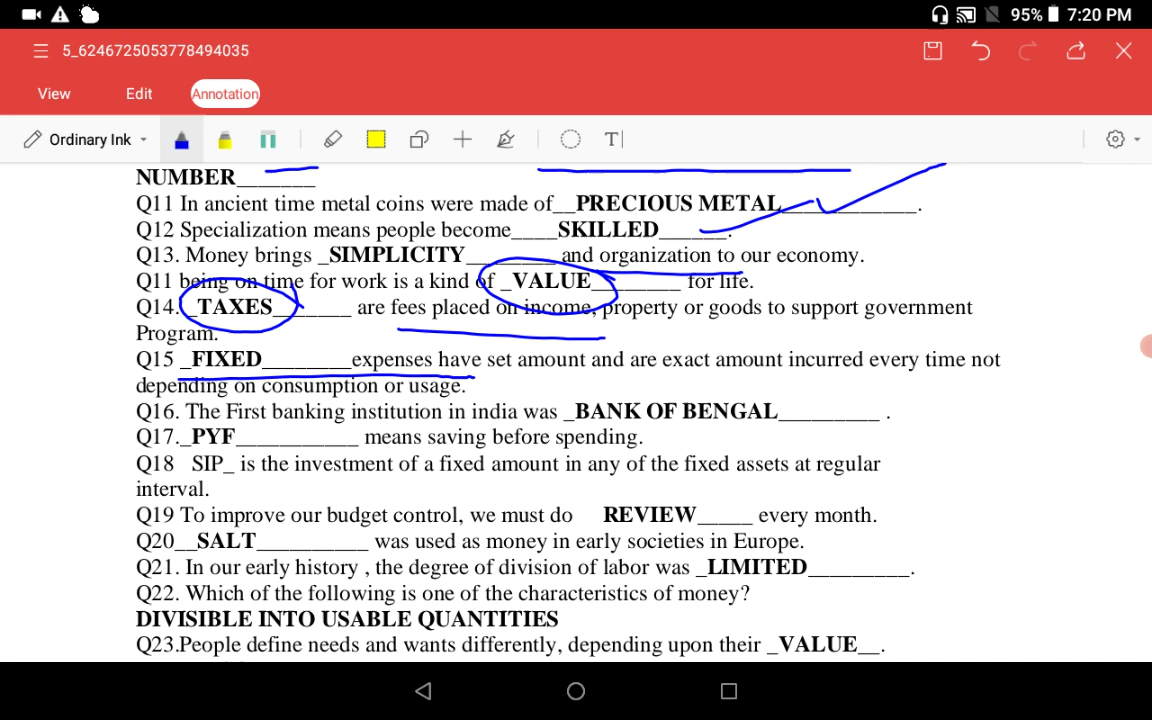 95% 7:20 PM
5_6246725053778494035
View Edit Annotation
Ordinary Ink T
NUMBER_______
Q11 In ancient time metal coins were made of__PRECIOUS METAL____________.
Q12 Specialization means people become____SKILLED______.
Q13. Money brings _SIMPLICITY________ and organization to our economy.
Q11 being on time for work is a kind of _VALUE________ for life.
Q14. _TAXES_______ are fees placed on income, property or goods to support government
Program.
Q15 _FIXED________expenses have set amount and are exact amount incurred every time not
depending on consumption or usage.
Q16. The First banking institution in india was _BANK OF BENGAL_________ .
Q17._PYF___________ means saving before spending.
Q18 SIP_ is the investment of a fixed amount in any of the fixed assets at regular
interval.
Q19 To improve our budget control, we must do REVIEW_____ every month.
Q20__SALT__________ was used as money in early societies in Europe.
Q21. In our early history , the degree of division of labor was _LIMITED_________.
Q22. Which of the following is one of the characteristics of money?
DIVISIBLE INTO USABLE QUANTITIES
Q23.People define needs and wants differently, depending upon their _VALUE__.